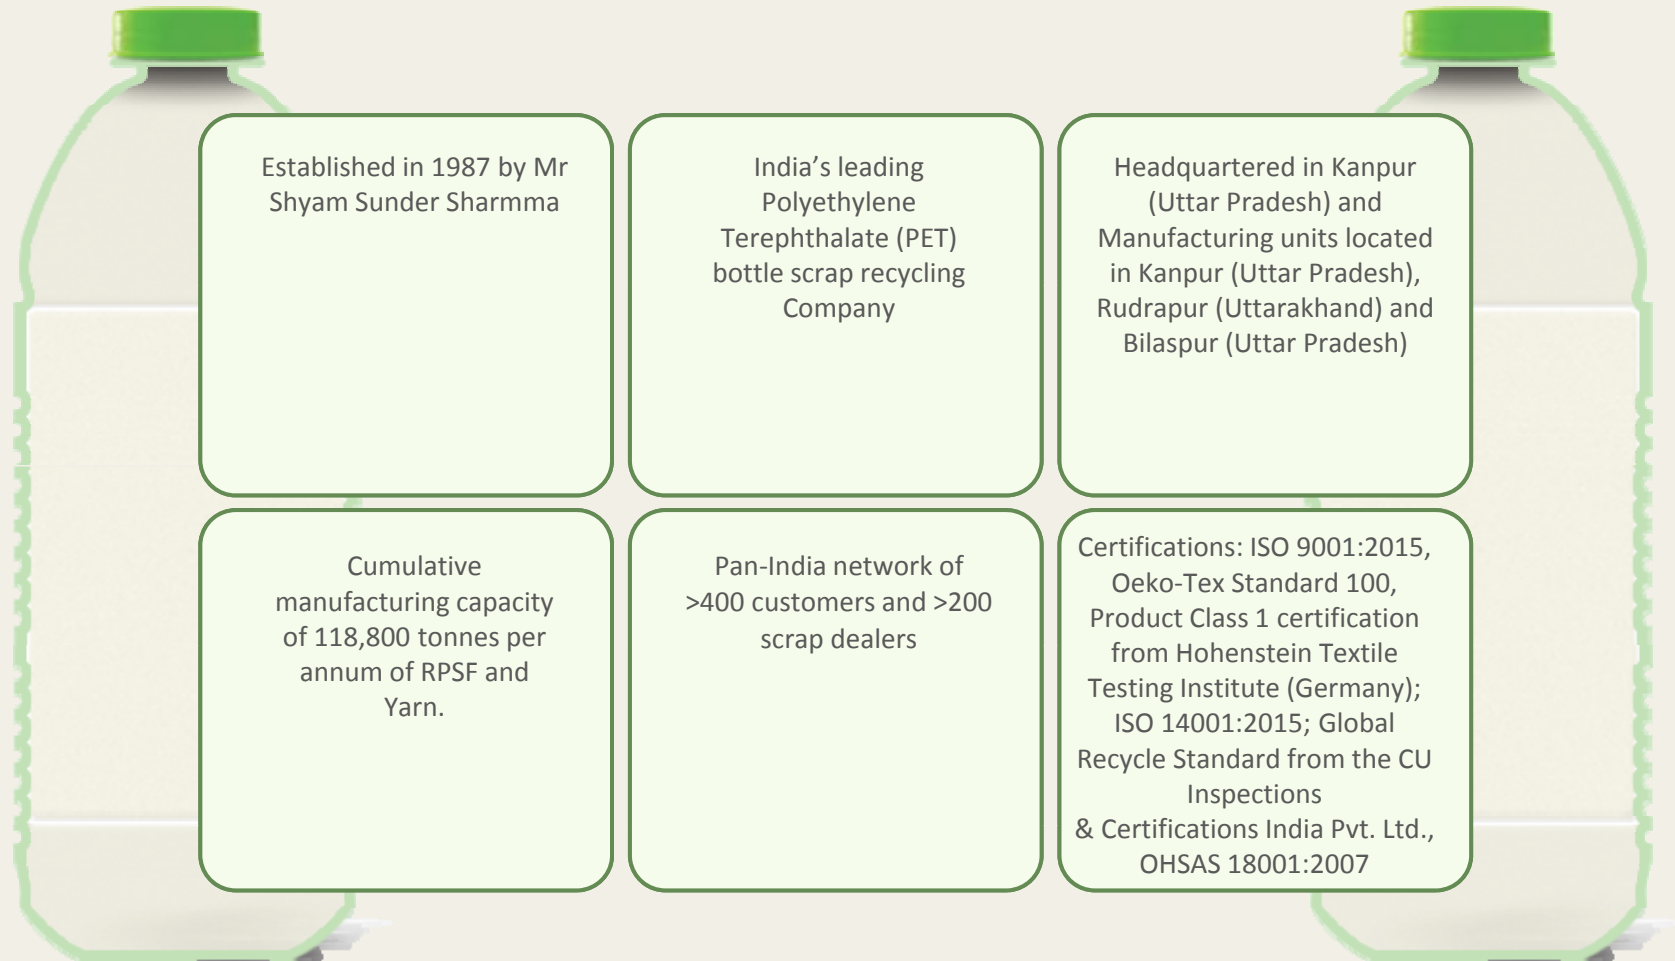 Established in 1987 by Mr
Shyam Sunder Sharmma
India’s leading
Polyethylene
Terephthalate (PET)
bottle scrap recycling
Company
Headquartered in Kanpur
(Uttar Pradesh) and
Manufacturing units located
in Kanpur (Uttar Pradesh),
Rudrapur (Uttarakhand) and
Bilaspur (Uttar Pradesh)
Cumulative
manufacturing capacity
of 118,800 tonnes per
annum of RPSF and
Yarn.
Pan-India network of
>400 customers and >200
scrap dealers
Certifications: ISO 9001:2015,
Oeko-Tex Standard 100,
Product Class 1 certification
from Hohenstein Textile
Testing Institute (Germany);
ISO 14001:2015; Global
Recycle Standard from the CU
Inspections
& Certifications India Pvt. Ltd.,
OHSAS 18001:2007